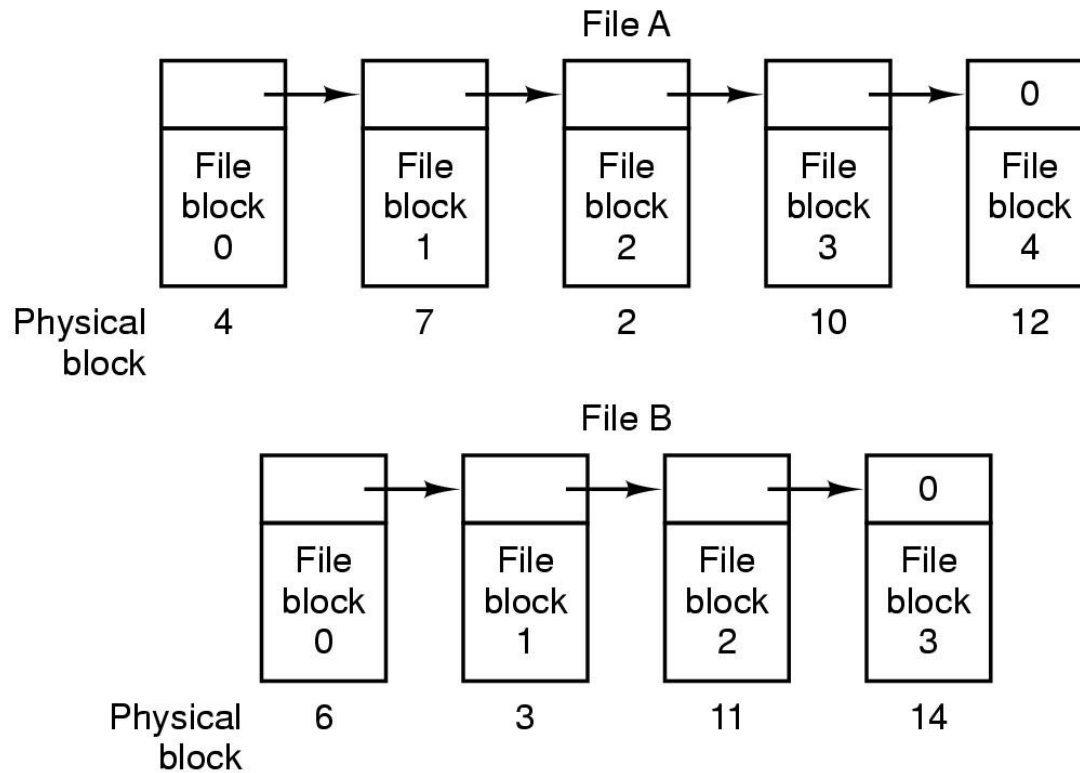 File A
0
File File File File File
block block block block block
0 1 2 3 4
Physical 4 7 2 10 12
block
File B
0
File File File File
block block block block
0 1 2 3
Physical 6 3 11 14
block